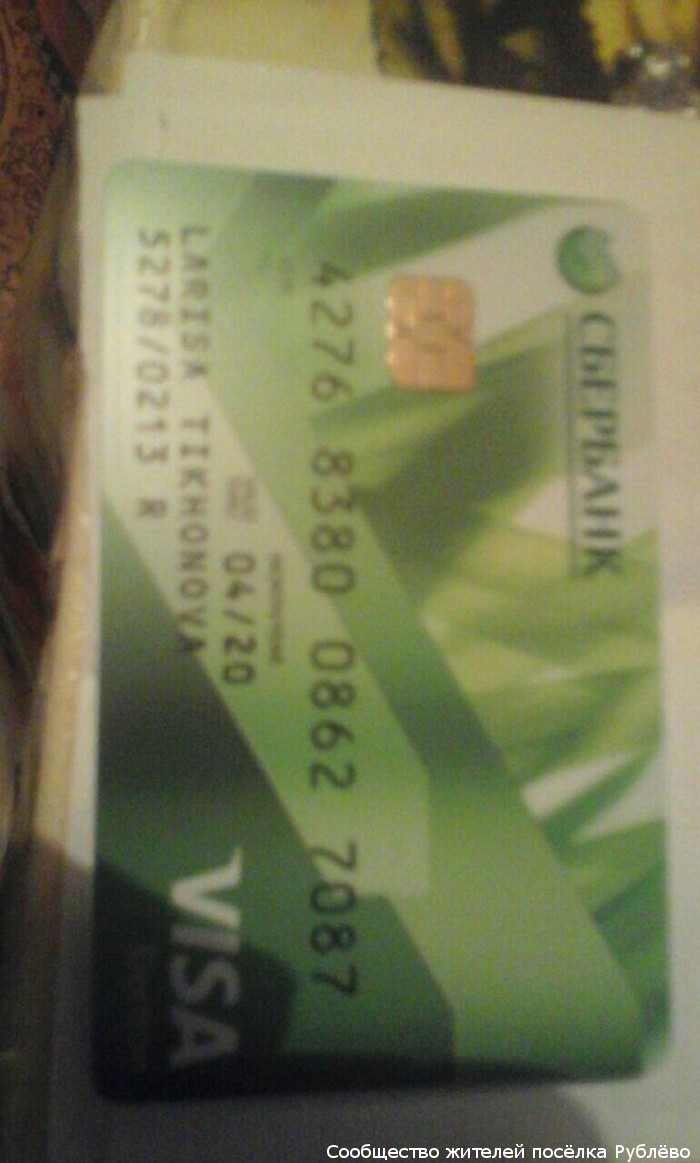 СБЕРБАНК
4276 8380 0862 7087
04/20
LARISA TIKHONOVA
5278/0213 R
VISA
Сообщество жителей посёлка Рублёво